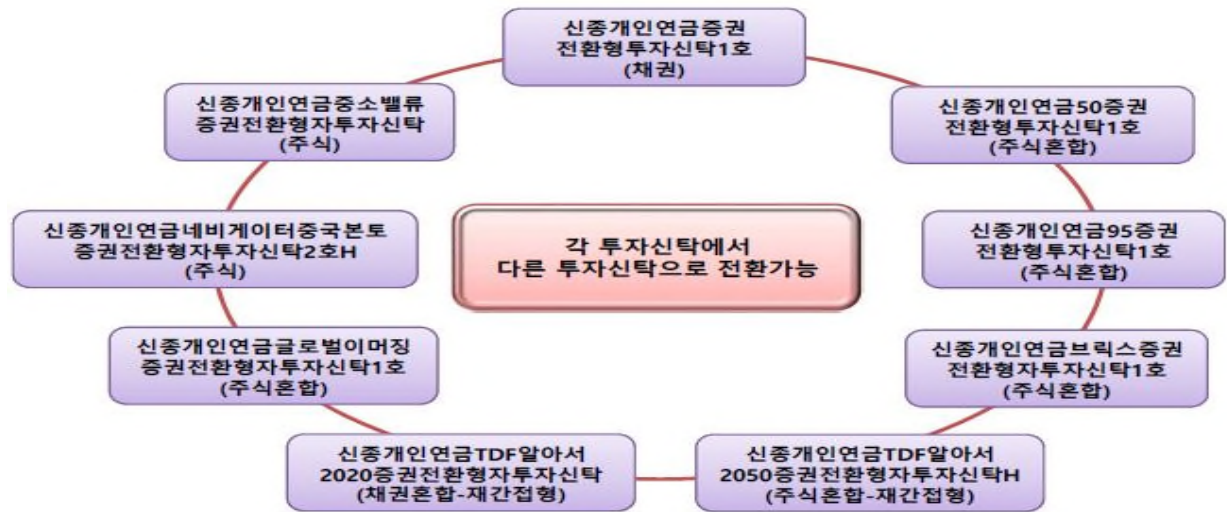 신종개인연금증권
전환형투자신탁1호
(채권)
신종개인연금중소밸류
증권전환형자투자신탁
(주식)
신종개인연금50증권
전환형투자신탁1호
(주식혼합)
신종개인연금네비게이터중국본토
증권전환형자투자신탁2호H
(주식)
각 투자신탁에서
다른 투자신탁으로 전환가능
신종개인연금95증권
전환형투자신탁1호
(주식혼합)
신종개인연금글로벌이머징
증권전환형자투자신탁1호
(주식혼합)
신종개인연금브릭스증권
전환형자투자신탁1호
(주식혼합)
신종개인연금TDF알아서
2020증권전환형자투자신탁
(채권혼합-재간접형)
신종개인연금TDF알아서
2050증권전환형자투자신탁H
(주식혼합-재간접형)